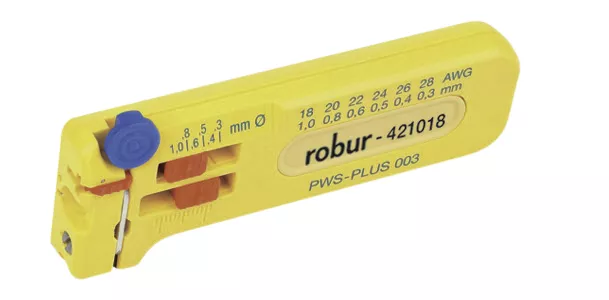 .8 .5 .3
1.0 .6 .4 mm Ø
18 20 22 24 26 28 AWG
1,0 0,8 0,6 0,5 0,4 0,3 mm
robur - 421018
PWS-PLUS 003